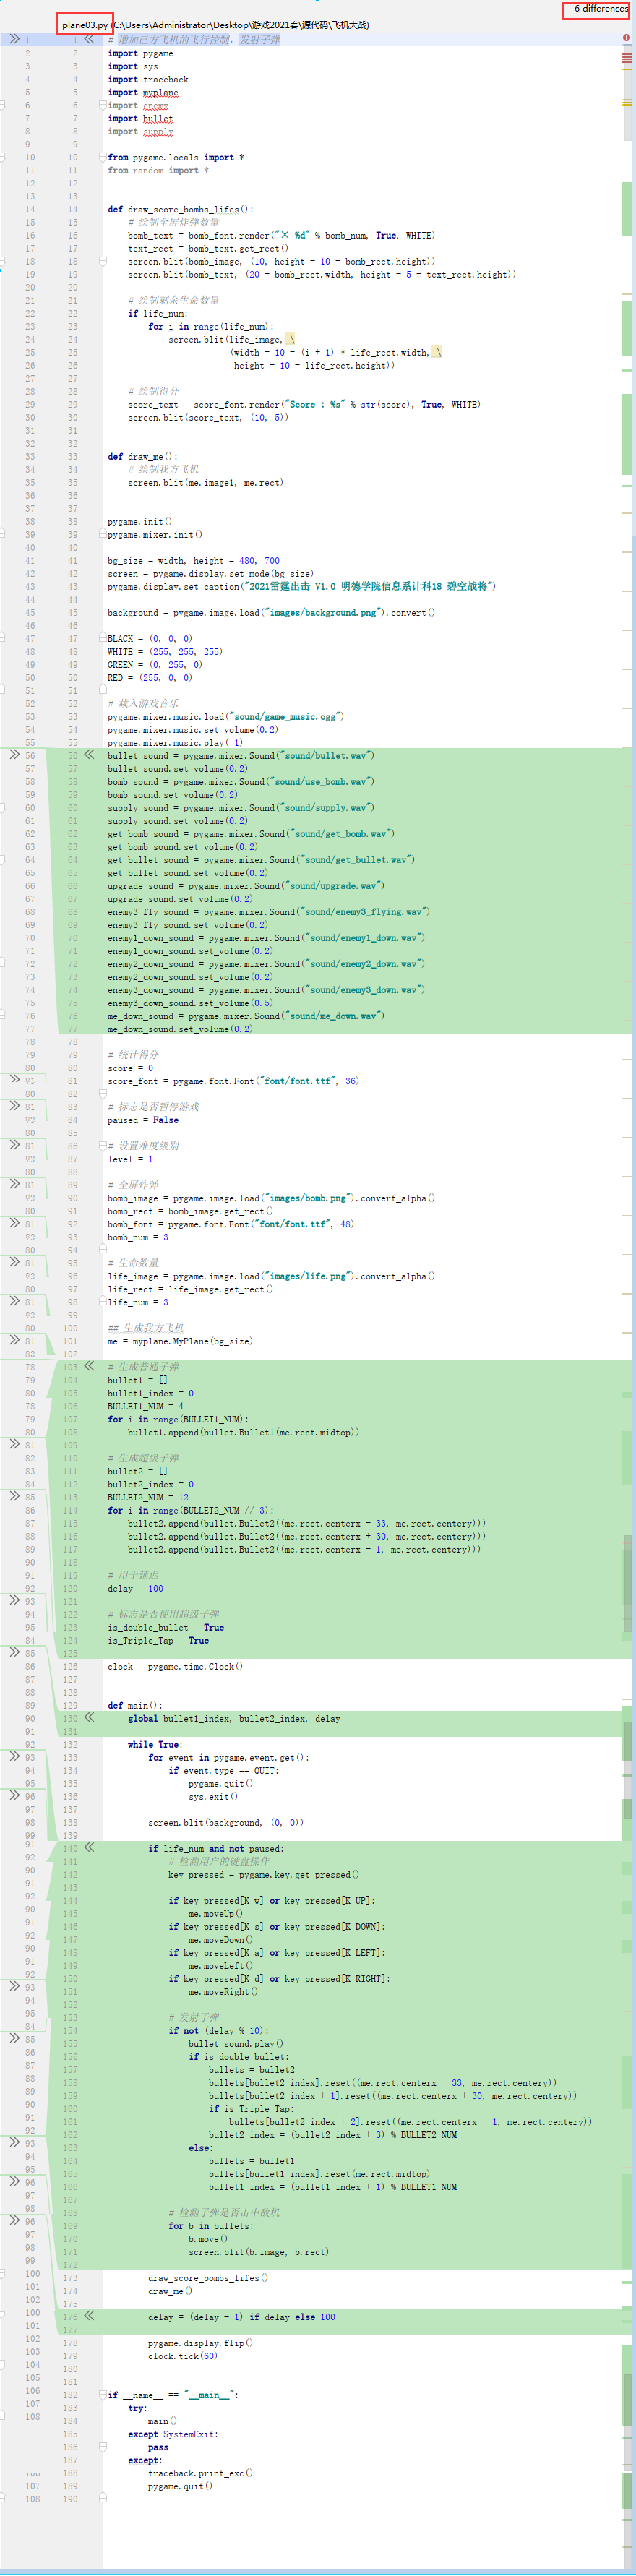 6 differences
plane03.py (C:\Users\Administrator\Desktop\游戏2021春\源代码\飞机大战)
# 增加己方飞机的飞行控制，发射子弹
import pygame
import sys
import traceback
import myplane
import enemy
import bullet
import supply

from pygame.locals import *
from random import *

def draw_score_bombs_lifes():
    # 绘制全屏炸弹数量
    bomb_text = bomb_font.render("× %d" % bomb_num, True, WHITE)
    text_rect = bomb_text.get_rect()
    screen.blit(bomb_image, (10, height - 10 - bomb_rect.height))
    screen.blit(bomb_text, (20 + bomb_rect.width, height - 5 - text_rect.height))

    # 绘制剩余生命数量
    if life_num:
        for i in range(life_num):
            screen.blit(life_image, \
                        (width - 10 - (i + 1) * life_rect.width, \
                         height - 10 - life_rect.height))

    # 绘制得分
    score_text = score_font.render("Score : %s" % str(score), True, WHITE)
    screen.blit(score_text, (10, 5))

def draw_me():
    # 绘制我方飞机
    screen.blit(me.image1, me.rect)

pygame.init()
pygame.mixer.init()

bg_size = width, height = 480, 700
screen = pygame.display.set_mode(bg_size)
pygame.display.set_caption("2021雷霆出击 V1.0 明德学院信息系计科18 碧空战将")

background = pygame.image.load("images/background.png").convert()

BLACK = (0, 0, 0)
WHITE = (255, 255, 255)
GREEN = (0, 255, 0)
RED = (255, 0, 0)

# 载入游戏音乐
pygame.mixer.music.load("sound/game_music.ogg")
pygame.mixer.music.set_volume(0.2)
pygame.mixer.music.play(-1)
bullet_sound = pygame.mixer.Sound("sound/bullet.wav")
bullet_sound.set_volume(0.2)
bomb_sound = pygame.mixer.Sound("sound/use_bomb.wav")
bomb_sound.set_volume(0.2)
supply_sound = pygame.mixer.Sound("sound/supply.wav")
supply_sound.set_volume(0.2)
get_bomb_sound = pygame.mixer.Sound("sound/get_bomb.wav")
get_bomb_sound.set_volume(0.2)
get_bullet_sound = pygame.mixer.Sound("sound/get_bullet.wav")
get_bullet_sound.set_volume(0.2)
upgrade_sound = pygame.mixer.Sound("sound/upgrade.wav")
upgrade_sound.set_volume(0.2)
enemy3_fly_sound = pygame.mixer.Sound("sound/enemy3_flying.wav")
enemy3_fly_sound.set_volume(0.2)
enemy1_down_sound = pygame.mixer.Sound("sound/enemy1_down.wav")
enemy1_down_sound.set_volume(0.2)
enemy2_down_sound = pygame.mixer.Sound("sound/enemy2_down.wav")
enemy2_down_sound.set_volume(0.2)
enemy3_down_sound = pygame.mixer.Sound("sound/enemy3_down.wav")
enemy3_down_sound.set_volume(0.5)
me_down_sound = pygame.mixer.Sound("sound/me_down.wav")
me_down_sound.set_volume(0.2)

# 统计得分
score = 0
score_font = pygame.font.Font("font/font.ttf", 36)

# 标志是否暂停游戏
paused = False

# 设置难度级别
level = 1

# 全屏炸弹
bomb_image = pygame.image.load("images/bomb.png").convert_alpha()
bomb_rect = bomb_image.get_rect()
bomb_font = pygame.font.Font("font/font.ttf", 48)
bomb_num = 3

# 生命数量
life_image = pygame.image.load("images/life.png").convert_alpha()
life_rect = life_image.get_rect()
life_num = 3

## 生成我方飞机
me = myplane.MyPlane(bg_size)

# 生成普通子弹
bullet1 = []
bullet1_index = 0
BULLET1_NUM = 4
for i in range(BULLET1_NUM):
    bullet1.append(bullet.Bullet1(me.rect.midtop))

# 生成超级子弹
bullet2 = []
bullet2_index = 0
BULLET2_NUM = 12
for i in range(BULLET2_NUM // 3):
    bullet2.append(bullet.Bullet2((me.rect.centerx - 33, me.rect.centery)))
    bullet2.append(bullet.Bullet2((me.rect.centerx + 30, me.rect.centery)))
    bullet2.append(bullet.Bullet2((me.rect.centerx - 1, me.rect.centery)))

# 用于延迟
delay = 100

# 标志是否使用超级子弹
is_double_bullet = True
is_Triple_Tap = True

clock = pygame.time.Clock()

def main():
    global bullet1_index, bullet2_index, delay

    while True:
        for event in pygame.event.get():
            if event.type == QUIT:
                pygame.quit()
                sys.exit()

        screen.blit(background, (0, 0))

        if life_num and not paused:
            # 检测用户的键盘操作
            key_pressed = pygame.key.get_pressed()

            if key_pressed[K_w] or key_pressed[K_UP]:
                me.moveUp()
            if key_pressed[K_s] or key_pressed[K_DOWN]:
                me.moveDown()
            if key_pressed[K_a] or key_pressed[K_LEFT]:
                me.moveLeft()
            if key_pressed[K_d] or key_pressed[K_RIGHT]:
                me.moveRight()

            # 发射子弹
            if not (delay % 10):
                bullet_sound.play()
                if is_double_bullet:
                    bullets = bullet2
                    bullets[bullet2_index].reset((me.rect.centerx - 33, me.rect.centery))
                    bullets[bullet2_index + 1].reset((me.rect.centerx + 30, me.rect.centery))
                    if is_Triple_Tap:
                        bullets[bullet2_index + 2].reset((me.rect.centerx - 1, me.rect.centery))
                    bullet2_index = (bullet2_index + 3) % BULLET2_NUM
                else:
                    bullets = bullet1
                    bullets[bullet1_index].reset(me.rect.midtop)
                    bullet1_index = (bullet1_index + 1) % BULLET1_NUM

            # 检测子弹是否击中敌机
            for b in bullets:
                b.move()
                screen.blit(b.image, b.rect)

        draw_score_bombs_lifes()
        draw_me()

        delay = (delay - 1) if delay else 100

        pygame.display.flip()
        clock.tick(60)

if __name__ == "__main__":
    try:
        main()
    except SystemExit:
        pass
    except:
        traceback.print_exc()
        pygame.quit()